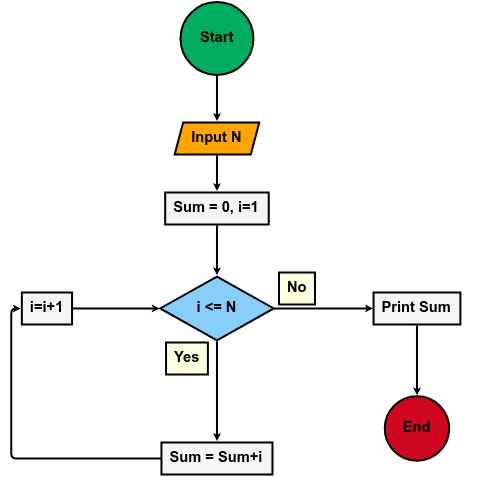 Start
Input N
Sum = 0, i=1
i <= N
No
Print Sum
i=i+1
Yes
End
Sum = Sum+i